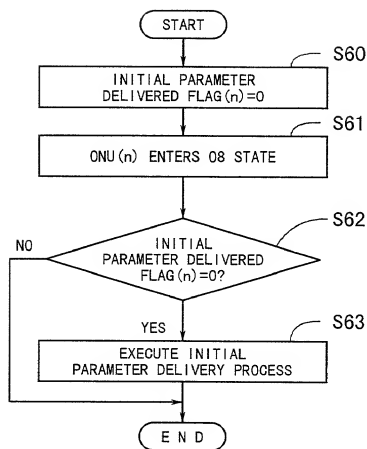 START
S60
INITIAL PARAMETER
DELIVERED FLAG(n)=0
S61
ONU(n) ENTERS 08 STATE
S62
NO
INITIAL
PARAMETER DELIVERED
FLAG(n)=0?
YES
S63
EXECUTE INITIAL
PARAMETER DELIVERY PROCESS
END